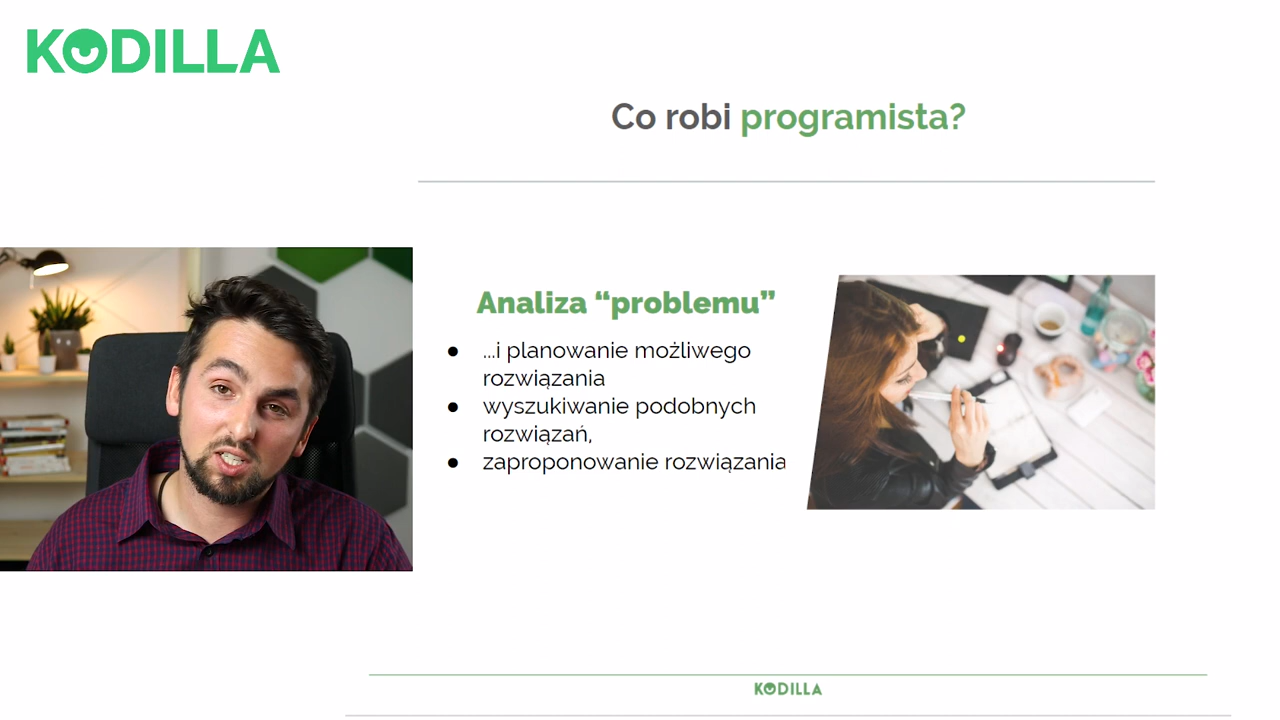 KODILLA
Co robi programista?
Analiza “problemu”
● ...i planowanie możliwego
rozwiązania
● wyszukiwanie podobnych
rozwiązań,
● zaproponowanie rozwiązania
KODILLA